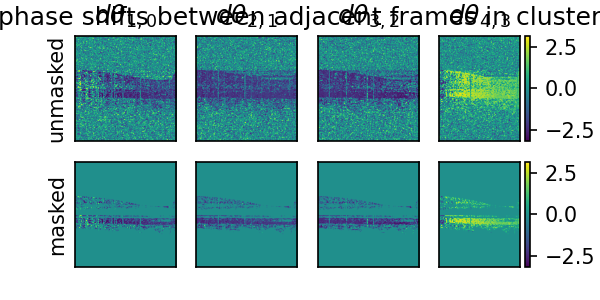 phase shifts between adjacent frames in cluster
dθ1,0 dθ2,1 dθ3,2 dθ4,3
unmasked
2.5
0.0
−2.5
masked
2.5
0.0
−2.5